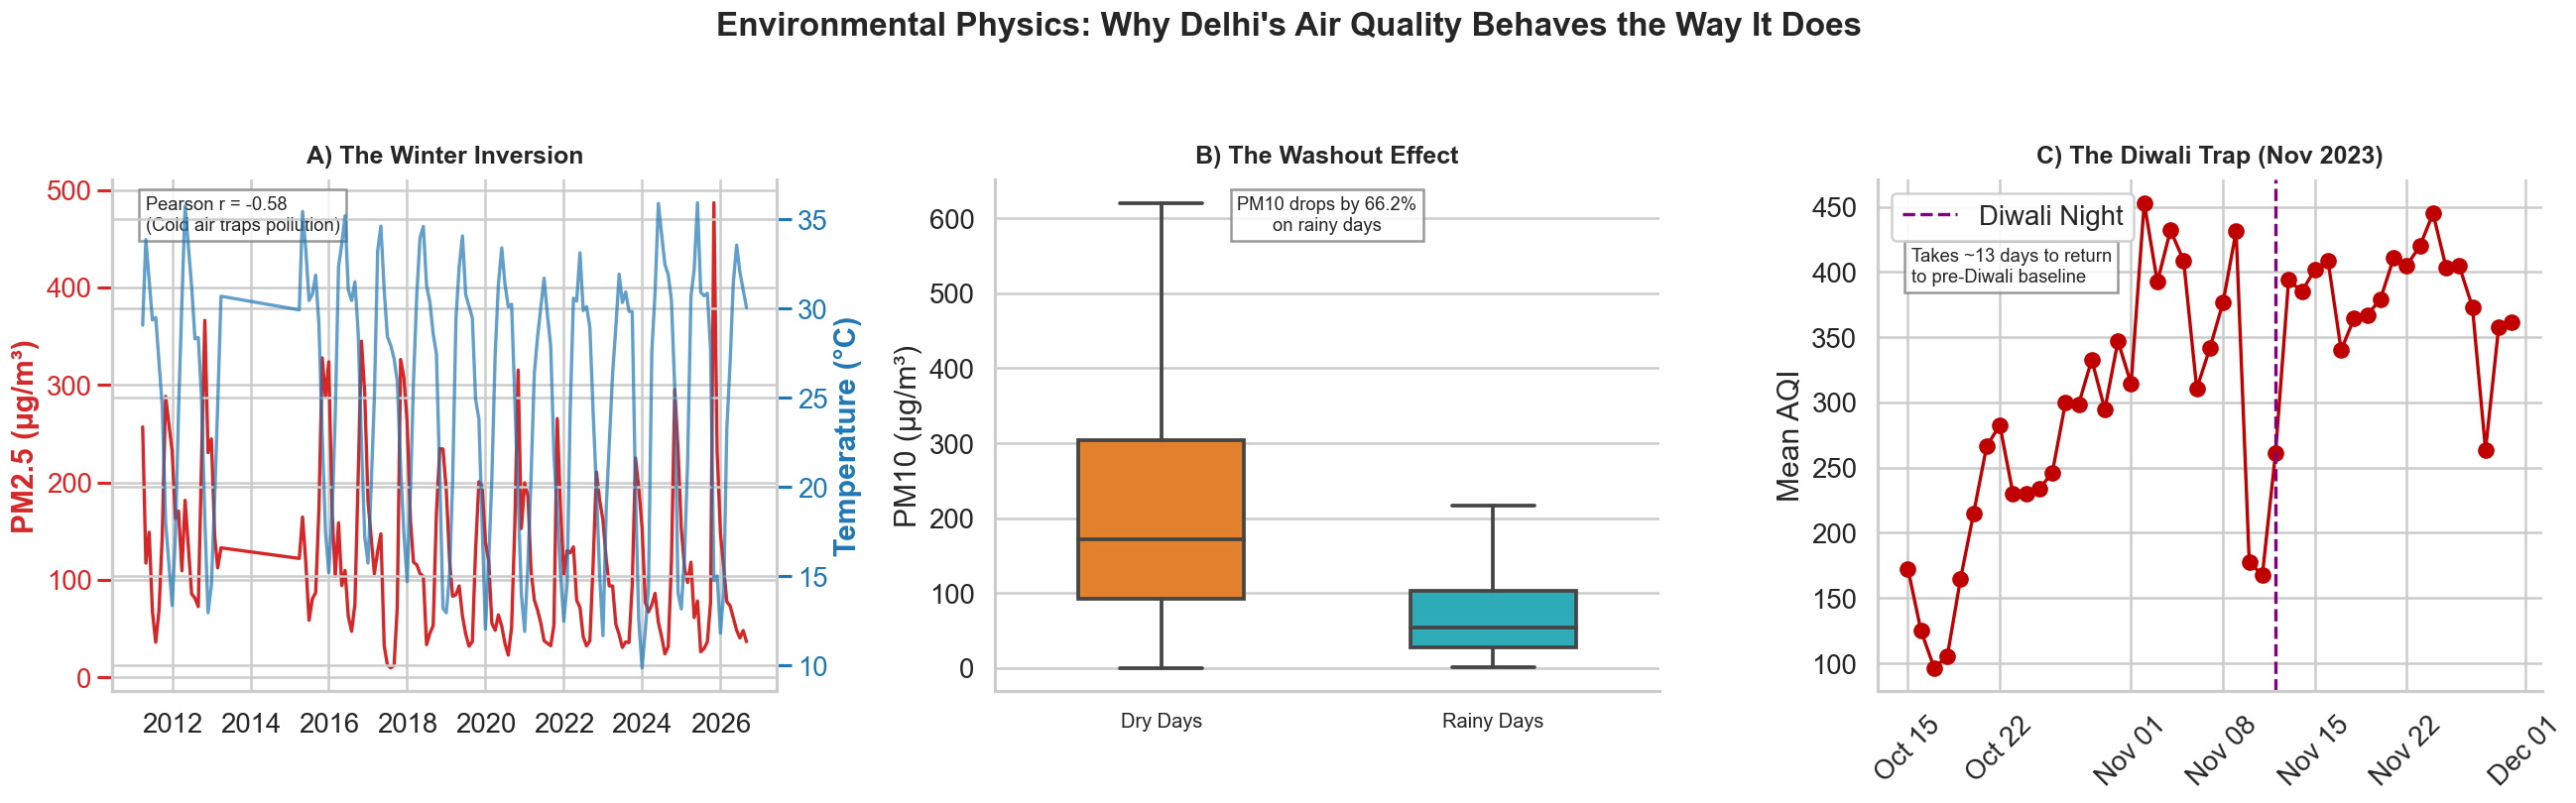 Environmental Physics: Why Delhi's Air Quality Behaves the Way It Does
A) The Winter Inversion
Pearson r = -0.58
(Cold air traps pollution)
PM2.5 (µg/m³)
500
400
300
200
100
0
Temperature (°C)
35
30
25
20
15
10
2012 2014 2016 2018 2020 2022 2024 2026
B) The Washout Effect
PM10 drops by 66.2%
on rainy days
PM10 (µg/m³)
600
500
400
300
200
100
0
Dry Days Rainy Days
C) The Diwali Trap (Nov 2023)
Diwali Night
Takes ~13 days to return
to pre-Diwali baseline
Mean AQI
450
400
350
300
250
200
150
100
Oct 15 Oct 22 Nov 01 Nov 08 Nov 15 Nov 22 Dec 01